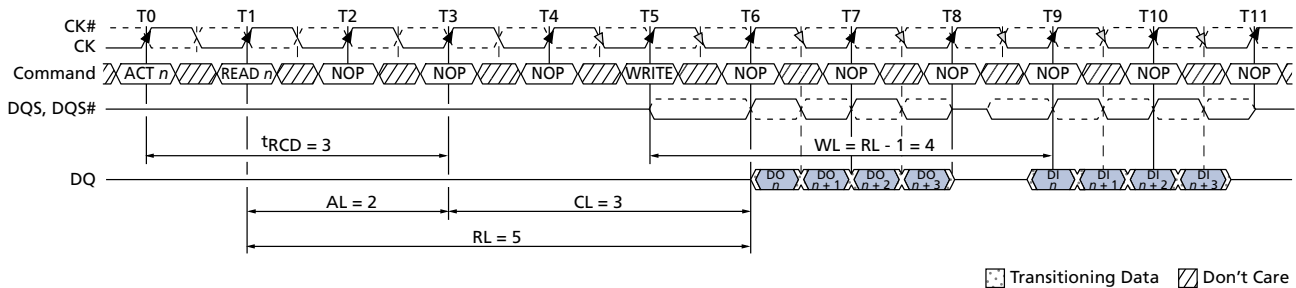 T0 T1 T2 T3 T4 T5 T6 T7 T8 T9 T10 T11
CK#
CK
Command ACT n READ n NOP NOP NOP WRITE NOP NOP NOP NOP NOP NOP
DQS, DQS#
tRCD = 3 WL = RL - 1 = 4
DQ DO n DO n + 1 DO n + 2 DO n + 3 DI n DI n + 1 DI n + 2 DI n + 3
AL = 2 CL = 3
RL = 5
Transitioning Data Don't Care